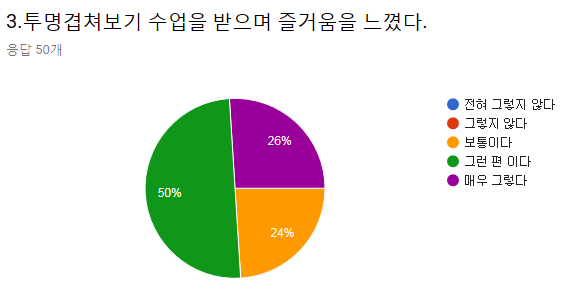 3.투명겹쳐보기 수업을 받으며 즐거움을 느꼈다.
응답 50개
전혀 그렇지 않다
그렇지 않다
보통이다
그런 편 이다
매우 그렇다
26%
50%
24%